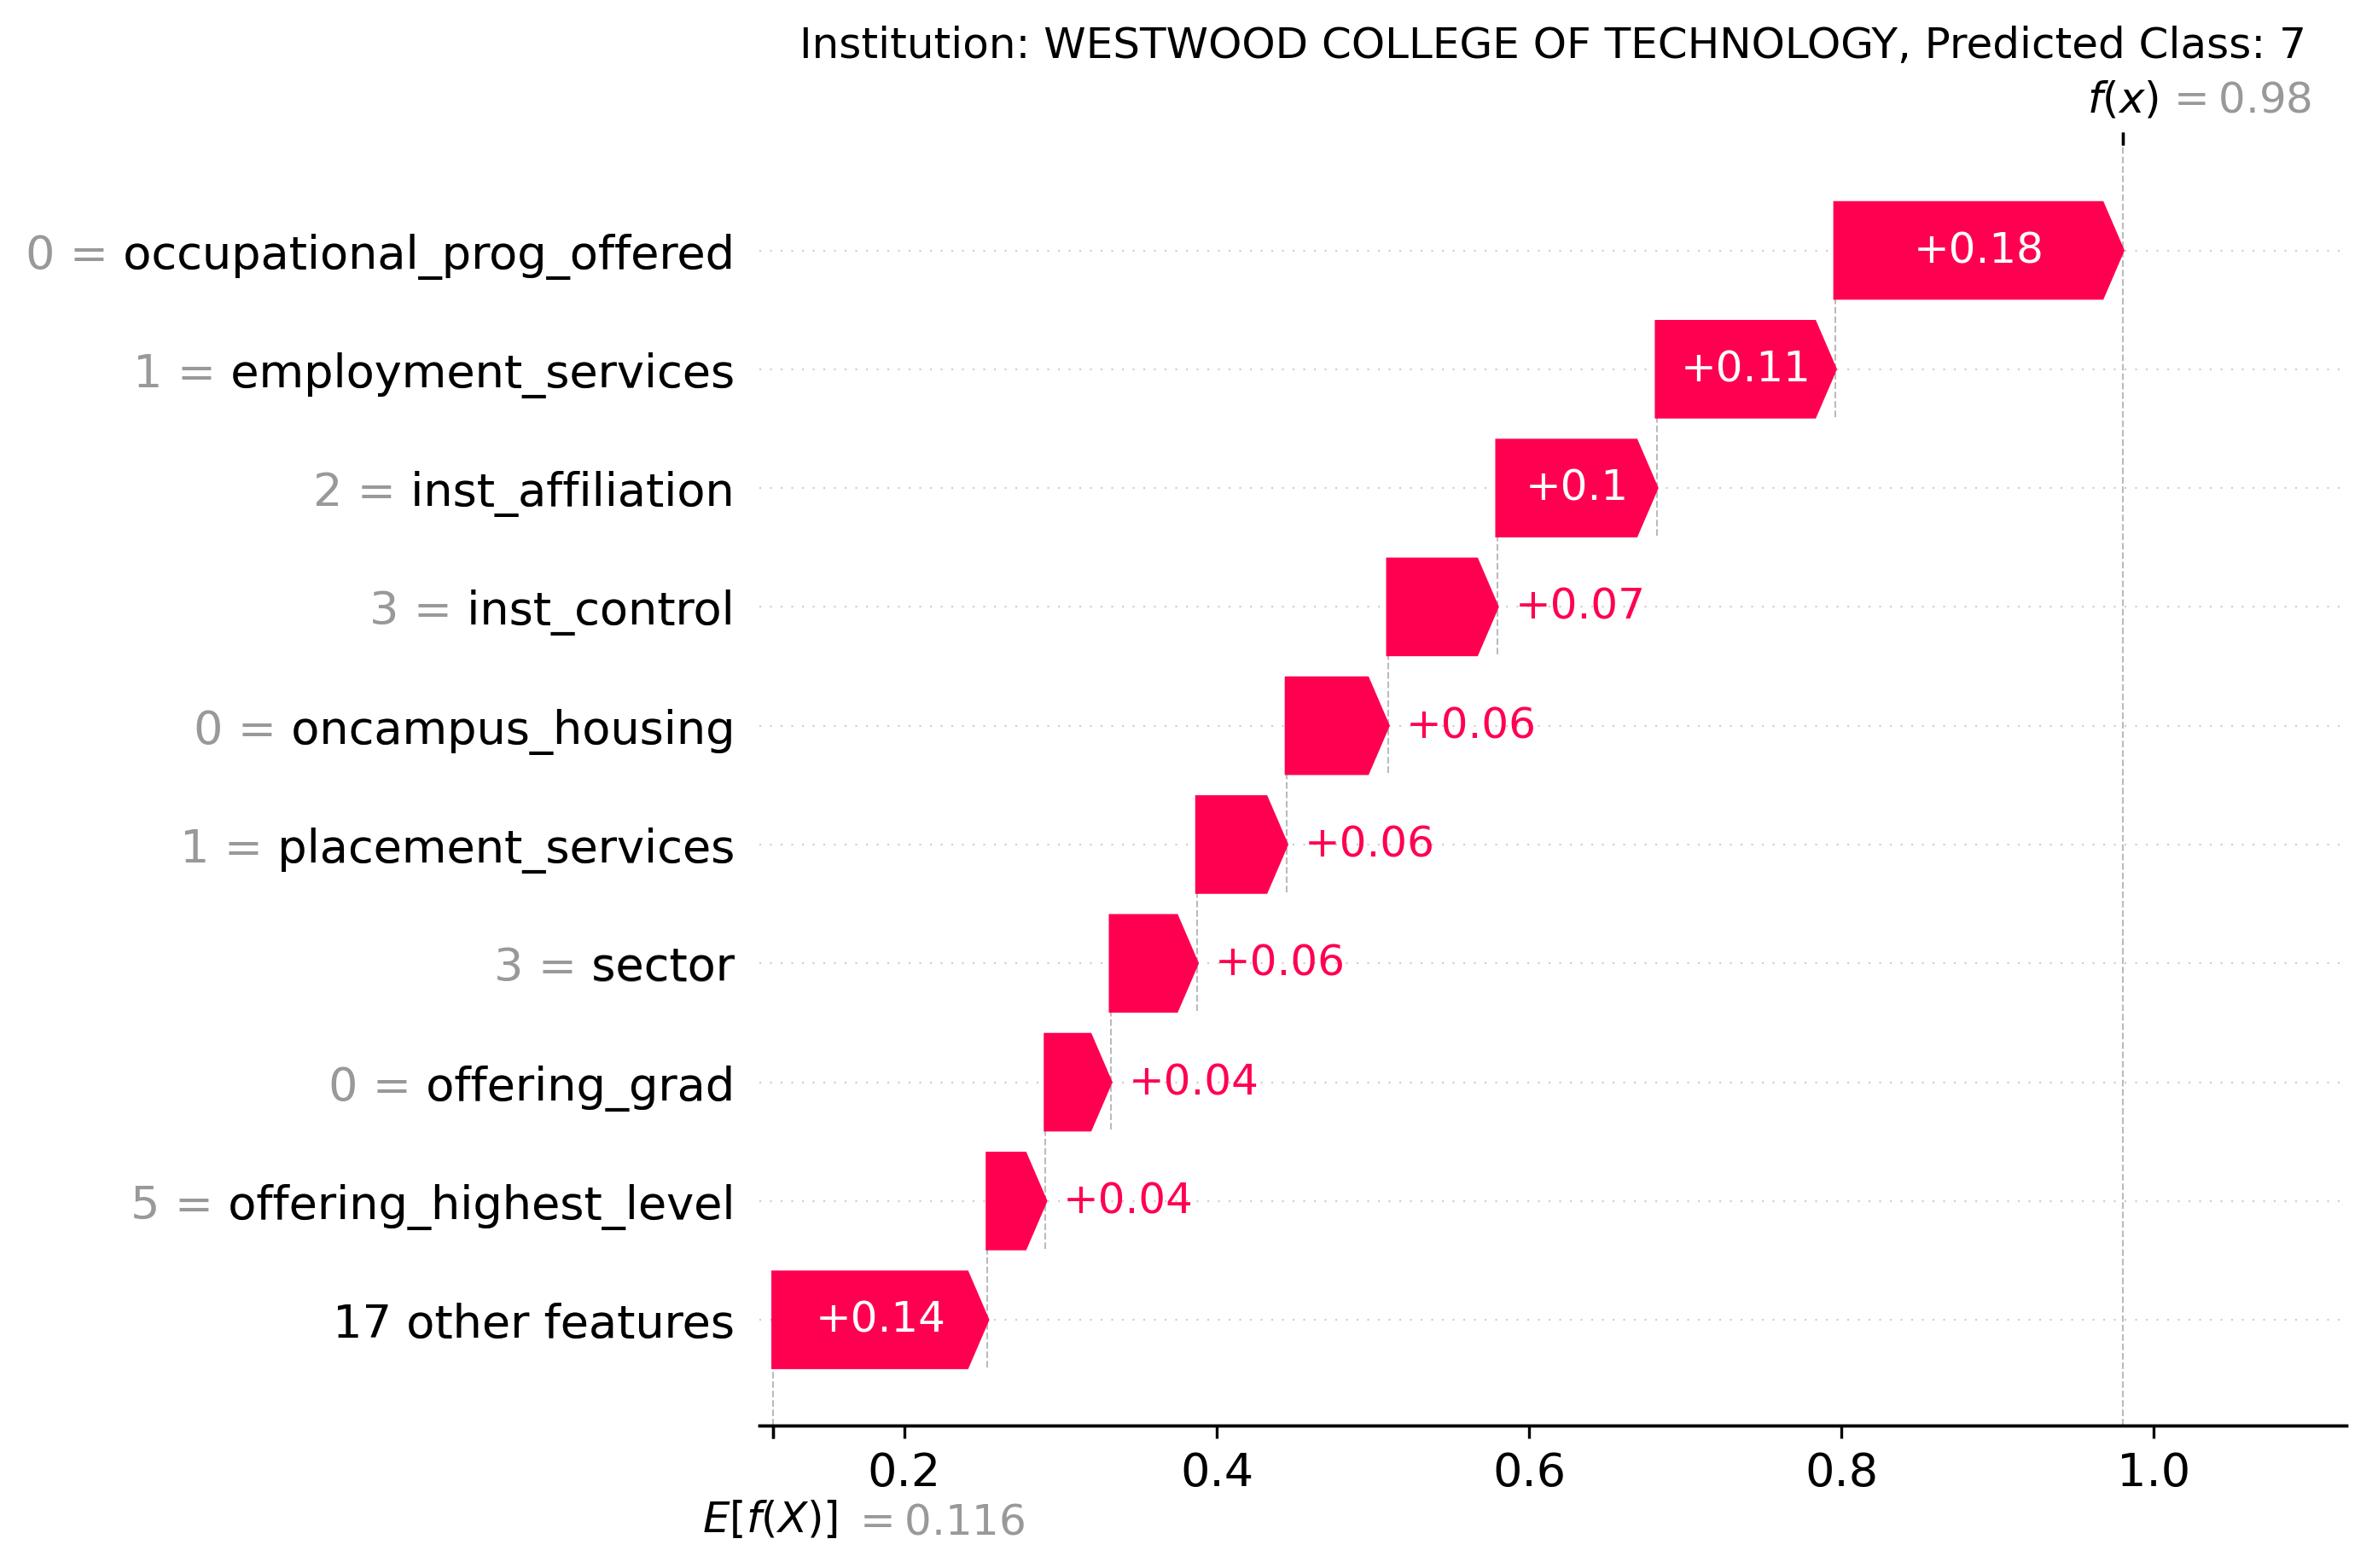 Institution: WESTWOOD COLLEGE OF TECHNOLOGY, Predicted Class: 7
f(x) = 0.98
0 = occupational_prog_offered +0.18
1 = employment_services +0.11
2 = inst_affiliation +0.1
3 = inst_control +0.07
0 = oncampus_housing +0.06
1 = placement_services +0.06
3 = sector +0.06
0 = offering_grad +0.04
5 = offering_highest_level +0.04
17 other features +0.14
0.2 0.4 0.6 0.8 1.0
E[f(X)] = 0.116